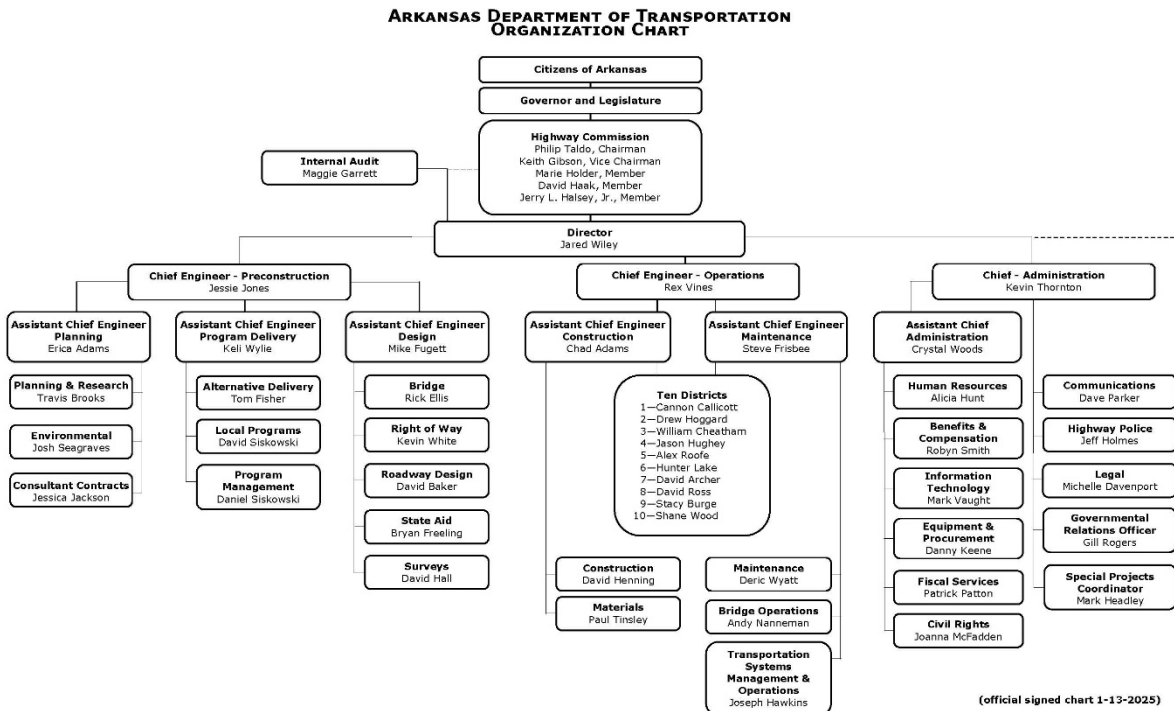 ARKANSAS DEPARTMENT OF TRANSPORTATION
ORGANIZATION CHART
Citizens of Arkansas
Governor and Legislature
Highway Commission
Philip Taldo, Chairman
Keith Gibson, Vice Chairman
Marie Holder, Member
David Haak, Member
Jerry L. Halsey, Jr., Member
Internal Audit
Maggie Garrett
Director
Jared Wiley
Chief Engineer - Preconstruction
Jessie Jones
Chief Engineer - Operations
Rex Vines
Chief - Administration
Kevin Thornton
Assistant Chief Engineer
Planning
Erica Adams
Assistant Chief Engineer
Program Delivery
Keli Wylie
Assistant Chief Engineer
Design
Mike Fugett
Assistant Chief Engineer
Construction
Chad Adams
Assistant Chief Engineer
Maintenance
Steve Frisbee
Assistant Chief
Administration
Crystal Woods
Planning & Research
Travis Brooks
Environmental
Josh Seagraves
Consultant Contracts
Jessica Jackson
Alternative Delivery
Tom Fisher
Local Programs
David Siskowski
Program
Management
Daniel Siskowski
Bridge
Rick Ellis
Right of Way
Kevin White
Roadway Design
David Baker
State Aid
Bryan Freeling
Surveys
David Hall
Ten Districts
1—Cannon Callicott
2—Drew Hoggard
3—William Cheatham
4—Jason Hughey
5—Alex Roofe
6—Hunter Lake
7—David Archer
8—David Ross
9—Stacy Burge
10—Shane Wood
Construction
David Henning
Materials
Paul Tinsley
Maintenance
Deric Wyatt
Bridge Operations
Andy Nanneman
Transportation
Systems
Management &
Operations
Joseph Hawkins
Human Resources
Alicia Hunt
Benefits &
Compensation
Robyn Smith
Information
Technology
Mark Vaught
Equipment &
Procurement
Danny Keene
Fiscal Services
Patrick Patton
Civil Rights
Joanna McFadden
Communications
Dave Parker
Highway Police
Jeff Holmes
Legal
Michelle Davenport
Governmental
Relations Officer
Gill Rogers
Special Projects
Coordinator
Mark Headley
(official signed chart 1-13-2025)